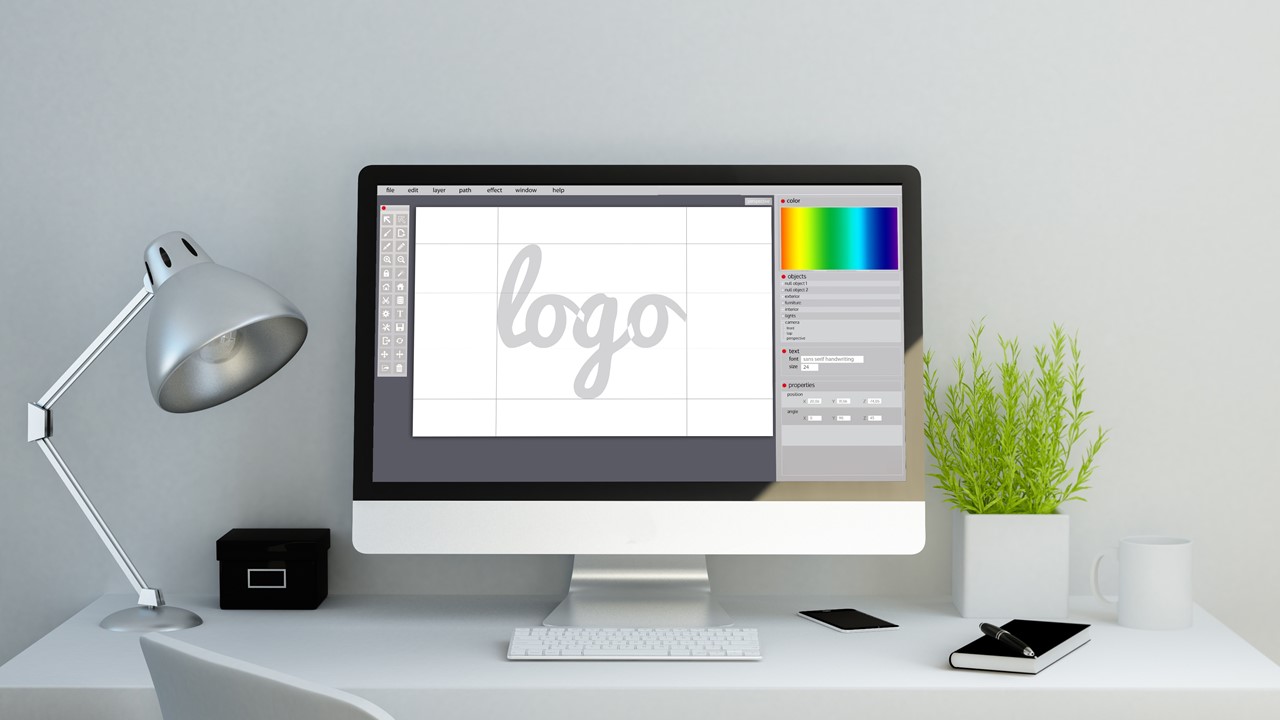 file edit layer path effect window help
logo
color
objects
null object 1
null object 2
exterior
furniture
interior
lights
camera
front
top
perspective
text
font sans self handwriting
size 24
properties
position
angle